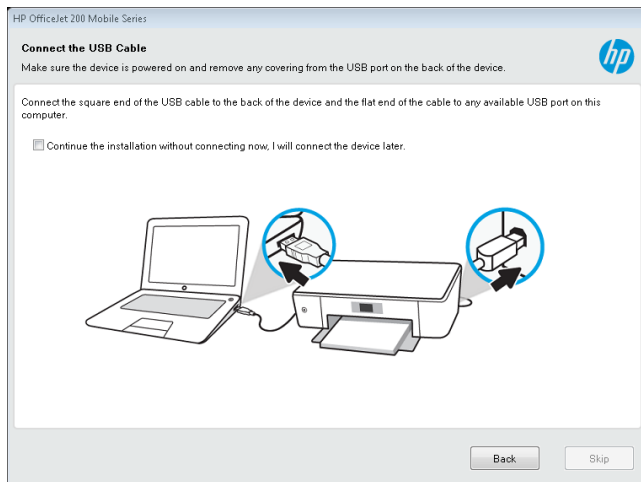 HP OfficeJet 200 Mobile Series
Connect the USB Cable
Make sure the device is powered on and remove any covering from the USB port on the back of the device.
hp
Connect the square end of the USB cable to the back of the device and the flat end of the cable to any available USB port on this
computer.
Continue the installation without connecting now, I will connect the device later.
Back
Skip